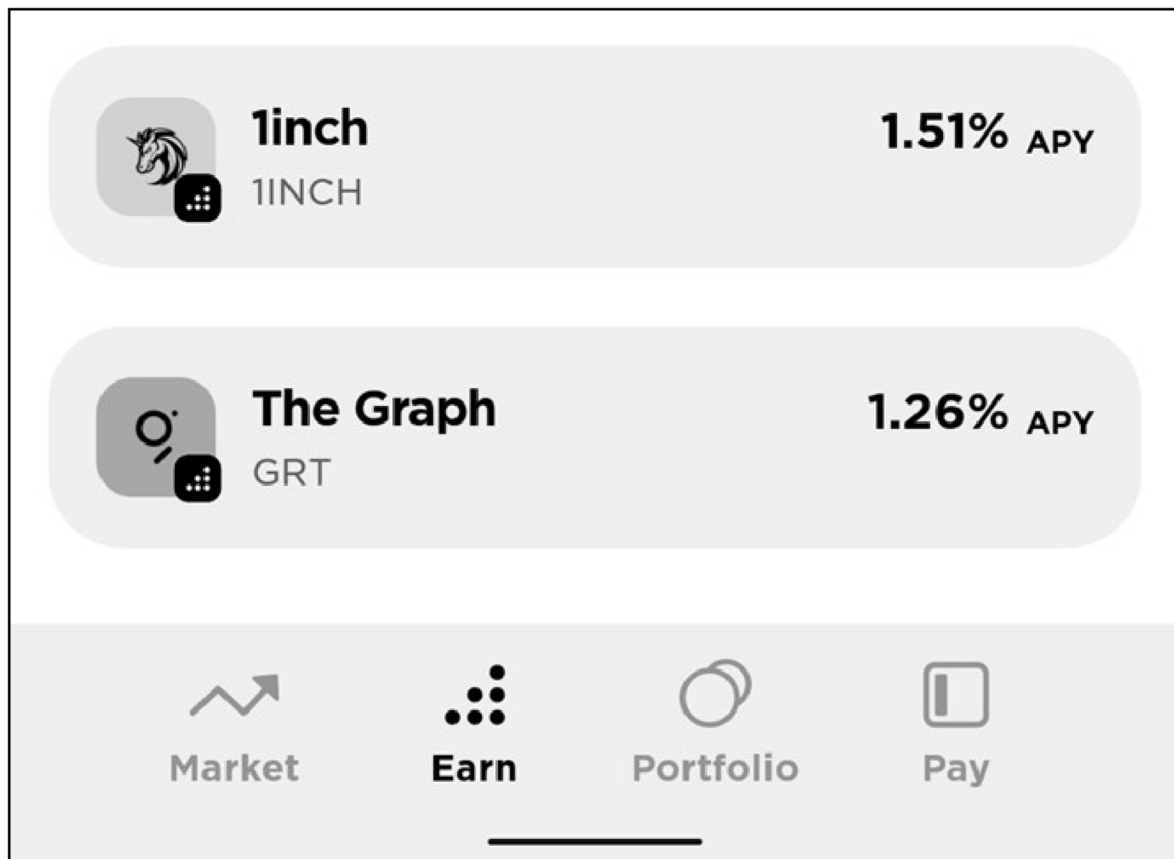 1inch
1.51% APY
1INCH
The Graph
1.26% APY
GRT
Market Earn Portfolio Pay